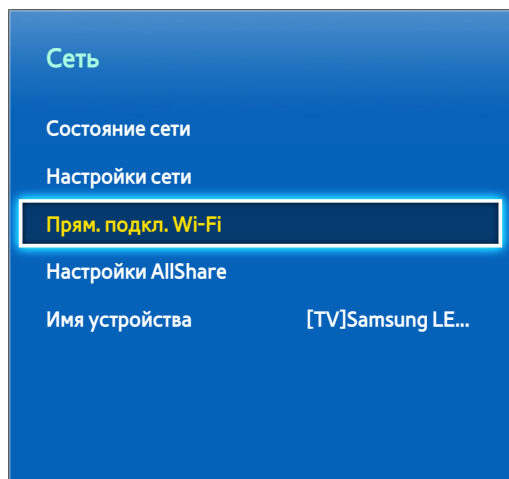 Сеть
Состояние сети
Настройки сети
Прям. подкл. Wi-Fi
Настройки AllShare
Имя устройства [TV]Samsung LE...